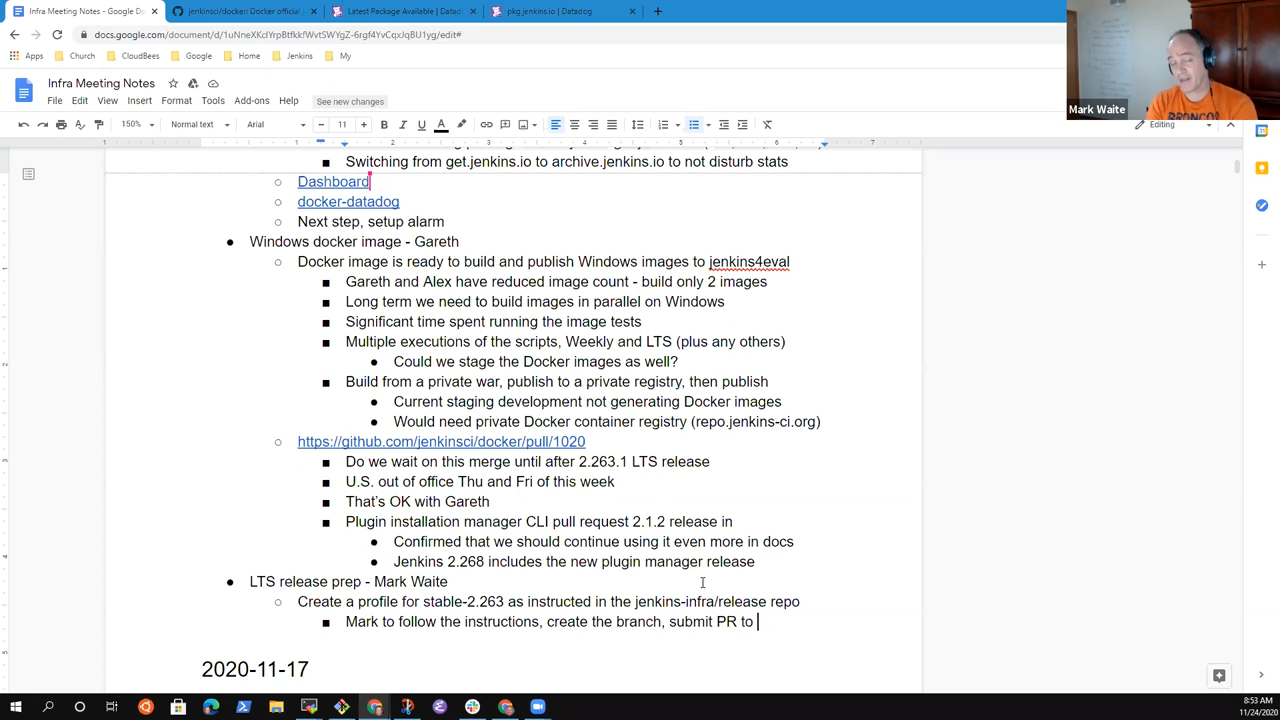 Infra Meeting Notes - Google Do
jenkinsci/docker: Docker official
Latest Package Available | Datad
pkg.jenkins.io | Datadog
Apps
Church
CloudBees
Google
Home
Jenkins
My
Infra Meeting Notes
File
Edit
View
Insert
Format
Tools
Add-ons
Help
See new changes
150%
Normal text
Arial
11
Editing
Mark Waite
Switching from get.jenkins.io to archive.jenkins.io to not disturb stats
Dashboard
docker-datadog
Next step, setup alarm
Windows docker image - Gareth
Docker image is ready to build and publish Windows images to jenkins4eval
Gareth and Alex have reduced image count - build only 2 images
Long term we need to build images in parallel on Windows
Significant time spent running the image tests
Multiple executions of the scripts, Weekly and LTS (plus any others)
Could we stage the Docker images as well?
Build from a private war, publish to a private registry, then publish
Current staging development not generating Docker images
Would need private Docker container registry (repo.jenkins-ci.org)
https://github.com/jenkinsci/docker/pull/1020
Do we wait on this merge until after 2.263.1 LTS release
U.S. out of office Thu and Fri of this week
That's OK with Gareth
Plugin installation manager CLI pull request 2.1.2 release in
Confirmed that we should continue using it even more in docs
Jenkins 2.268 includes the new plugin manager release
LTS release prep - Mark Waite
Create a profile for stable-2.263 as instructed in the jenkins-infra/release repo
Mark to follow the instructions, create the branch, submit PR to
2020-11-17
8:53 AM
11/24/2020